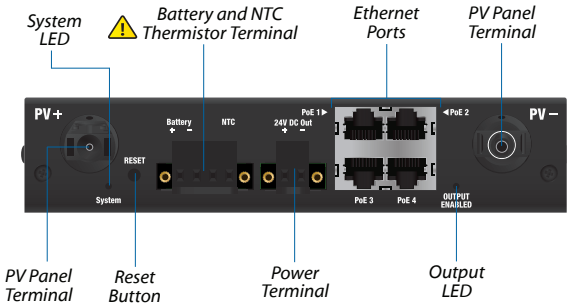 System
LED
Battery and NTC
Thermistor Terminal
Ethernet
Ports
PV Panel
Terminal
PV+
Battery
+ −
NTC
24V DC Out
+ −
PoE 1
PoE 2
PV−
RESET
System
PoE 3
PoE 4
OUTPUT
ENABLED
PV Panel
Terminal
Reset
Button
Power
Terminal
Output
LED